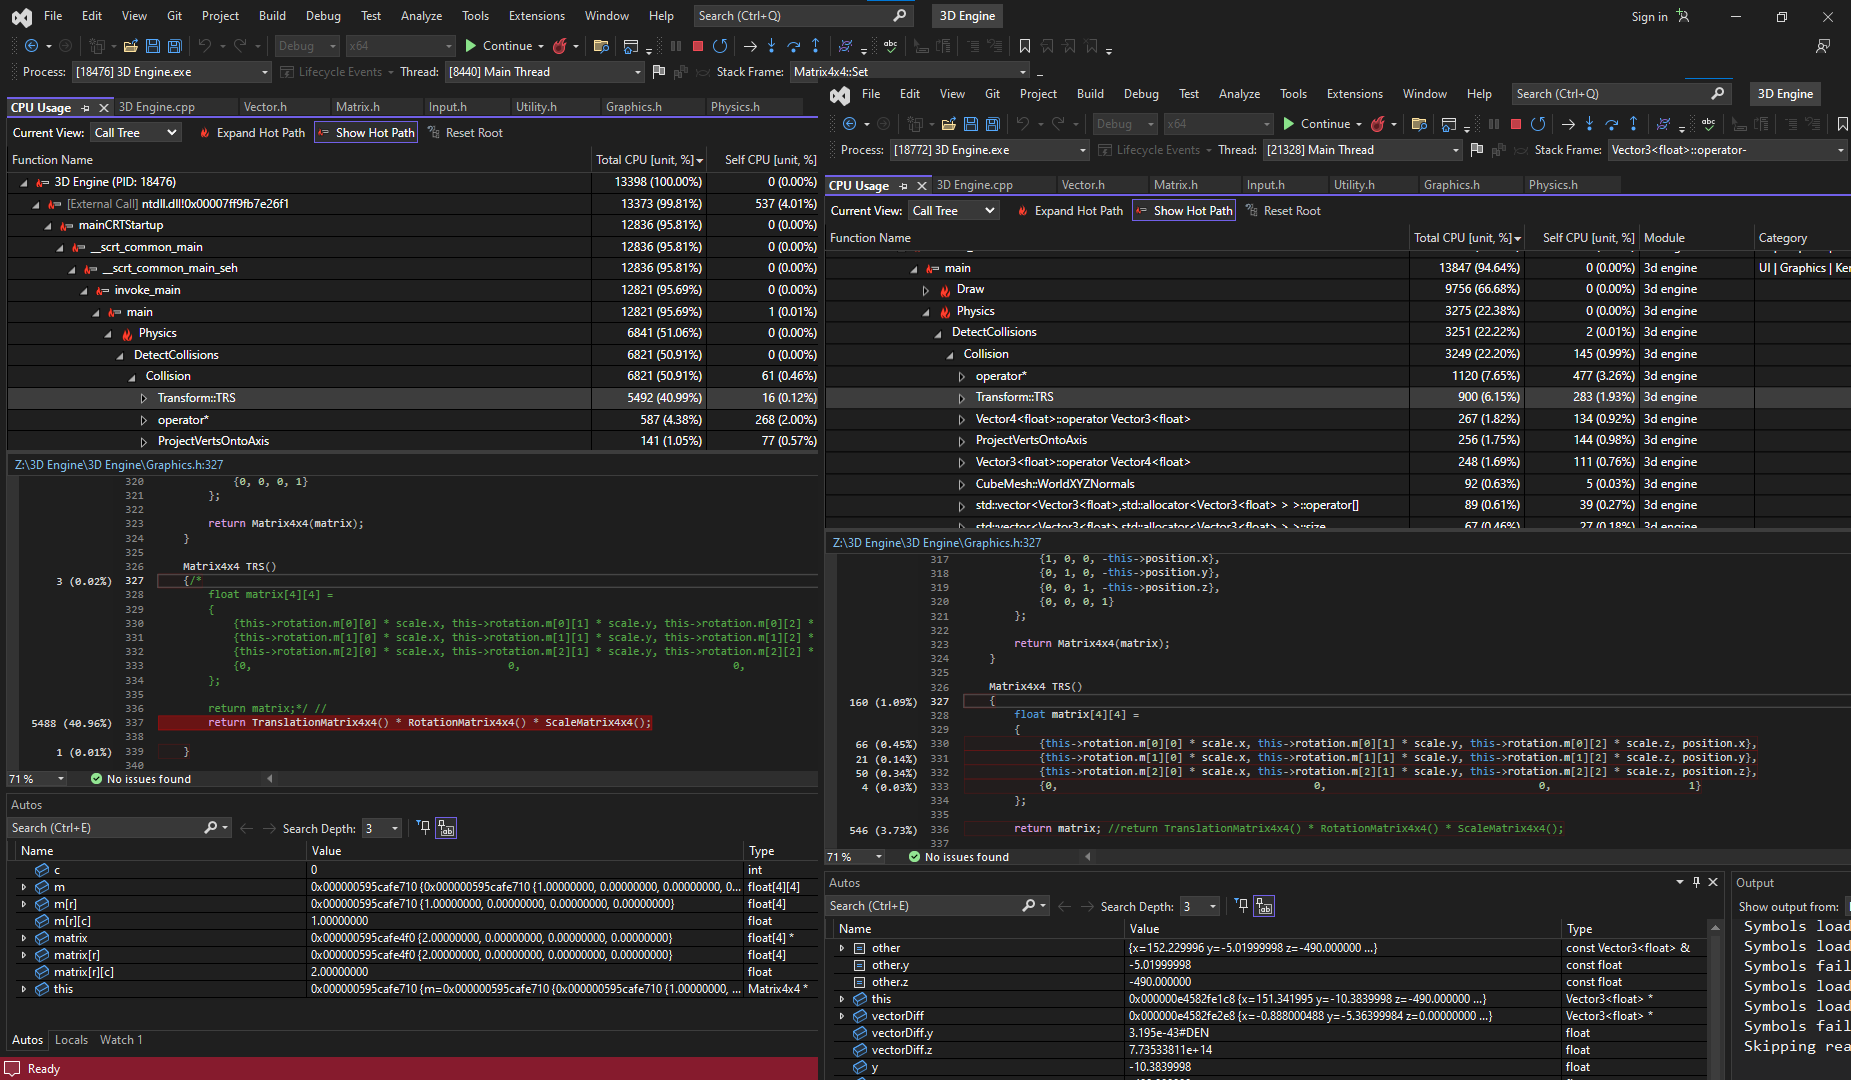 File Edit View Git Project Build Debug Test Analyze Tools Extensions Window Help Search (Ctrl+Q) 3D Engine Sign in
Debug x64 Continue
Process: [18476] 3D Engine.exe Lifecycle Events Thread: [8440] Main Thread Stack Frame: Matrix4x4::Set
CPU Usage 3D Engine.cpp Vector.h Matrix.h Input.h Utility.h Graphics.h Physics.h
Current View: Call Tree Expand Hot Path Show Hot Path Reset Root
Function Name Total CPU [unit, %] Self CPU [unit, %]
3D Engine (PID: 18476) 13398 (100.00%) 0 (0.00%)
[External Call] ntdll.dll!0x00007ff9fb7e26f1 13373 (99.81%) 537 (4.01%)
mainCRTStartup 12836 (95.81%) 0 (0.00%)
__scrt_common_main 12836 (95.81%) 0 (0.00%)
__scrt_common_main_seh 12836 (95.81%) 0 (0.00%)
invoke_main 12821 (95.69%) 0 (0.00%)
main 12821 (95.69%) 1 (0.01%)
Physics 6841 (51.06%) 0 (0.00%)
DetectCollisions 6821 (50.91%) 0 (0.00%)
Collision 6821 (50.91%) 61 (0.46%)
Transform::TRS 5492 (40.99%) 16 (0.12%)
operator* 587 (4.38%) 268 (2.00%)
ProjectVertsOntoAxis 141 (1.05%) 77 (0.57%)
Z:\3D Engine\3D Engine\Graphics.h:327
320 {0, 0, 0, 1}
321 };
322
323 return Matrix4x4(matrix);
324 }
325
326 Matrix4x4 TRS()
3 (0.02%) 327 {/*
328 float matrix[4][4] =
329 {
330 {this->rotation.m[0][0] * scale.x, this->rotation.m[0][1] * scale.y, this->rotation.m[0][2] *
331 {this->rotation.m[1][0] * scale.x, this->rotation.m[1][1] * scale.y, this->rotation.m[1][2] *
332 {this->rotation.m[2][0] * scale.x, this->rotation.m[2][1] * scale.y, this->rotation.m[2][2] *
333 {0, 0, 0,
334 };
335
336 return matrix;*/ //
5488 (40.96%) 337 return TranslationMatrix4x4() * RotationMatrix4x4() * ScaleMatrix4x4();
338
1 (0.01%) 339 }
340
71 % No issues found
Autos
Search (Ctrl+E) Search Depth: 3
Name Value Type
c 0 int
m 0x000000595cafe710 {0x000000595cafe710 {1.00000000, 0.00000000, 0.00000000, 0... float[4][4]
m[r] 0x000000595cafe710 {1.00000000, 0.00000000, 0.00000000, 0.00000000} float[4]
m[r][c] 1.00000000 float
matrix 0x000000595cafe4f0 {2.00000000, 0.00000000, 0.00000000, 0.00000000} float[4] *
matrix[r] 0x000000595cafe4f0 {2.00000000, 0.00000000, 0.00000000, 0.00000000} float[4]
matrix[r][c] 2.00000000 float
this 0x000000595cafe710 {m=0x000000595cafe710 {0x000000595cafe710 {1.00000000, ... Matrix4x4 *
Autos Locals Watch 1
Ready
File Edit View Git Project Build Debug Test Analyze Tools Extensions Window Help Search (Ctrl+Q) 3D Engine
Debug x64 Continue
Process: [18772] 3D Engine.exe Lifecycle Events Thread: [21328] Main Thread Stack Frame: Vector3<float>::operator-
CPU Usage 3D Engine.cpp Vector.h Matrix.h Input.h Utility.h Graphics.h Physics.h
Current View: Call Tree Expand Hot Path Show Hot Path Reset Root
Function Name Total CPU [unit, %] Self CPU [unit, %] Module Category
main 13847 (94.64%) 0 (0.00%) 3d engine UI | Graphics | Ker
Draw 9756 (66.68%) 0 (0.00%) 3d engine
Physics 3275 (22.38%) 0 (0.00%) 3d engine
DetectCollisions 3251 (22.22%) 2 (0.01%) 3d engine
Collision 3249 (22.20%) 145 (0.99%) 3d engine
operator* 1120 (7.65%) 477 (3.26%) 3d engine
Transform::TRS 900 (6.15%) 283 (1.93%) 3d engine
Vector4<float>::operator Vector3<float> 267 (1.82%) 134 (0.92%) 3d engine
ProjectVertsOntoAxis 256 (1.75%) 144 (0.98%) 3d engine
Vector3<float>::operator Vector4<float> 248 (1.69%) 111 (0.76%) 3d engine
CubeMesh::WorldXYZNormals 92 (0.63%) 5 (0.03%) 3d engine
std::vector<Vector3<float>,std::allocator<Vector3<float> > >::operator[] 89 (0.61%) 39 (0.27%) 3d engine
std::vector<Vector3<float>,std::allocator<Vector3<float> > >::size 67 (0.46%) 27 (0.18%) 3d engine
Z:\3D Engine\3D Engine\Graphics.h:327
317 {1, 0, 0, -this->position.x},
318 {0, 1, 0, -this->position.y},
319 {0, 0, 1, -this->position.z},
320 {0, 0, 0, 1}
321 };
322
323 return Matrix4x4(matrix);
324 }
325
326 Matrix4x4 TRS()
160 (1.09%) 327 {
328 float matrix[4][4] =
329 {
66 (0.45%) 330 {this->rotation.m[0][0] * scale.x, this->rotation.m[0][1] * scale.y, this->rotation.m[0][2] * scale.z, position.x},
21 (0.14%) 331 {this->rotation.m[1][0] * scale.x, this->rotation.m[1][1] * scale.y, this->rotation.m[1][2] * scale.z, position.y},
50 (0.34%) 332 {this->rotation.m[2][0] * scale.x, this->rotation.m[2][1] * scale.y, this->rotation.m[2][2] * scale.z, position.z},
4 (0.03%) 333 {0, 0, 0, 1}
334 };
335
546 (3.73%) 336 return matrix; //return TranslationMatrix4x4() * RotationMatrix4x4() * ScaleMatrix4x4();
337
71 % No issues found
Autos
Search (Ctrl+E) Search Depth: 3
Name Value Type
other {x=152.229996 y=-5.01999998 z=-490.000000 ...} const Vector3<float> &
other.y -5.01999998 const float
other.z -490.000000 const float
this 0x000000e4582fe1c8 {x=151.341995 y=-10.3839998 z=-490.000000 ...} Vector3<float> *
vectorDiff 0x000000e4582fe2e8 {x=-0.888000488 y=-5.36399984 z=0.00000000 ...} Vector3<float> *
vectorDiff.y 3.195e-43#DEN float
vectorDiff.z 7.73533811e+14 float
y -10.3839998 float
Output
Show output from:
Symbols load
Symbols load
Symbols fail
Symbols load
Symbols load
Symbols fail
Skipping rea